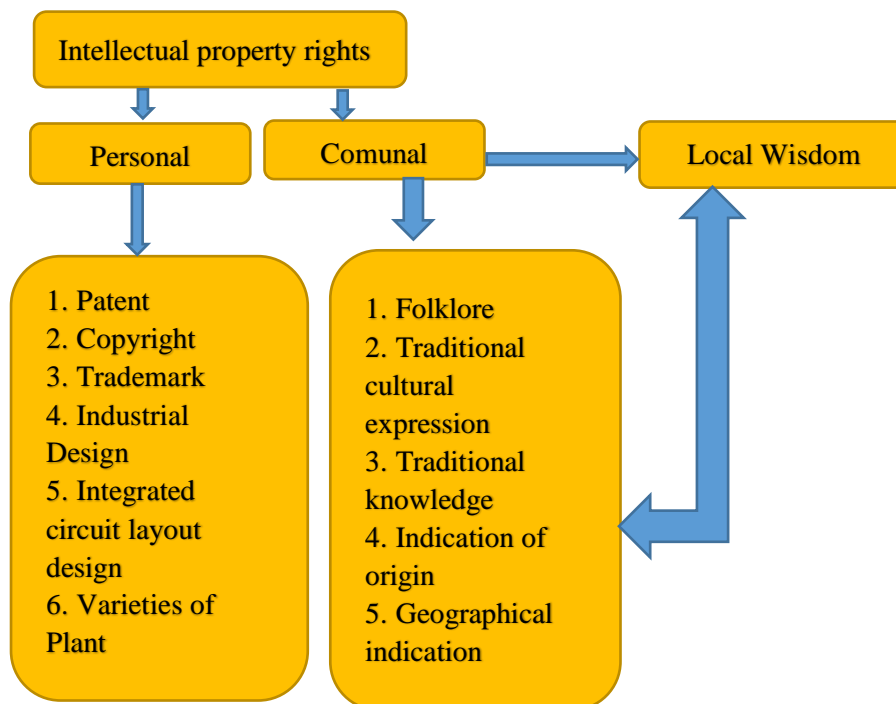 Intellectual property rights
Personal
Comunal
Local Wisdom
1. Patent
2. Copyright
3. Trademark
4. Industrial
Design
5. Integrated
circuit layout
design
6. Varieties of
Plant
1. Folklore
2. Traditional
cultural
expression
3. Traditional
knowledge
4. Indication of
origin
5. Geographical
indication